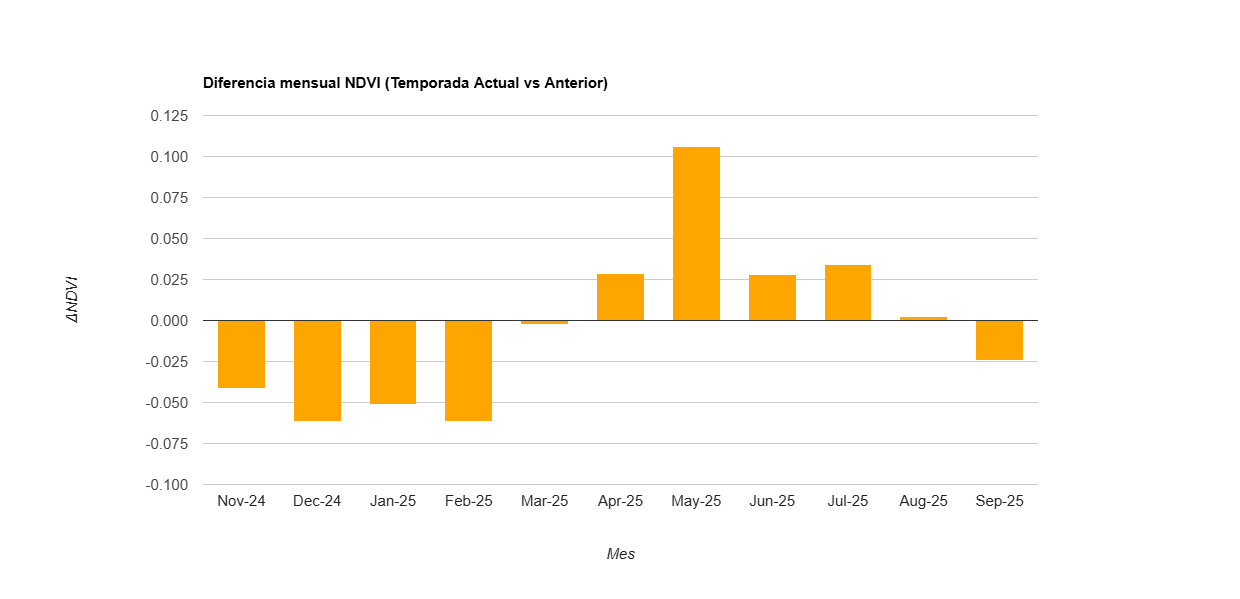 Diferencia mensual NDVI (Temporada Actual vs Anterior)
0.125
0.100
0.075
0.050
0.025
0.000
-0.025
-0.050
-0.075
-0.100
ΔNDVI
Nov-24 Dec-24 Jan-25 Feb-25 Mar-25 Apr-25 May-25 Jun-25 Jul-25 Aug-25 Sep-25
Mes